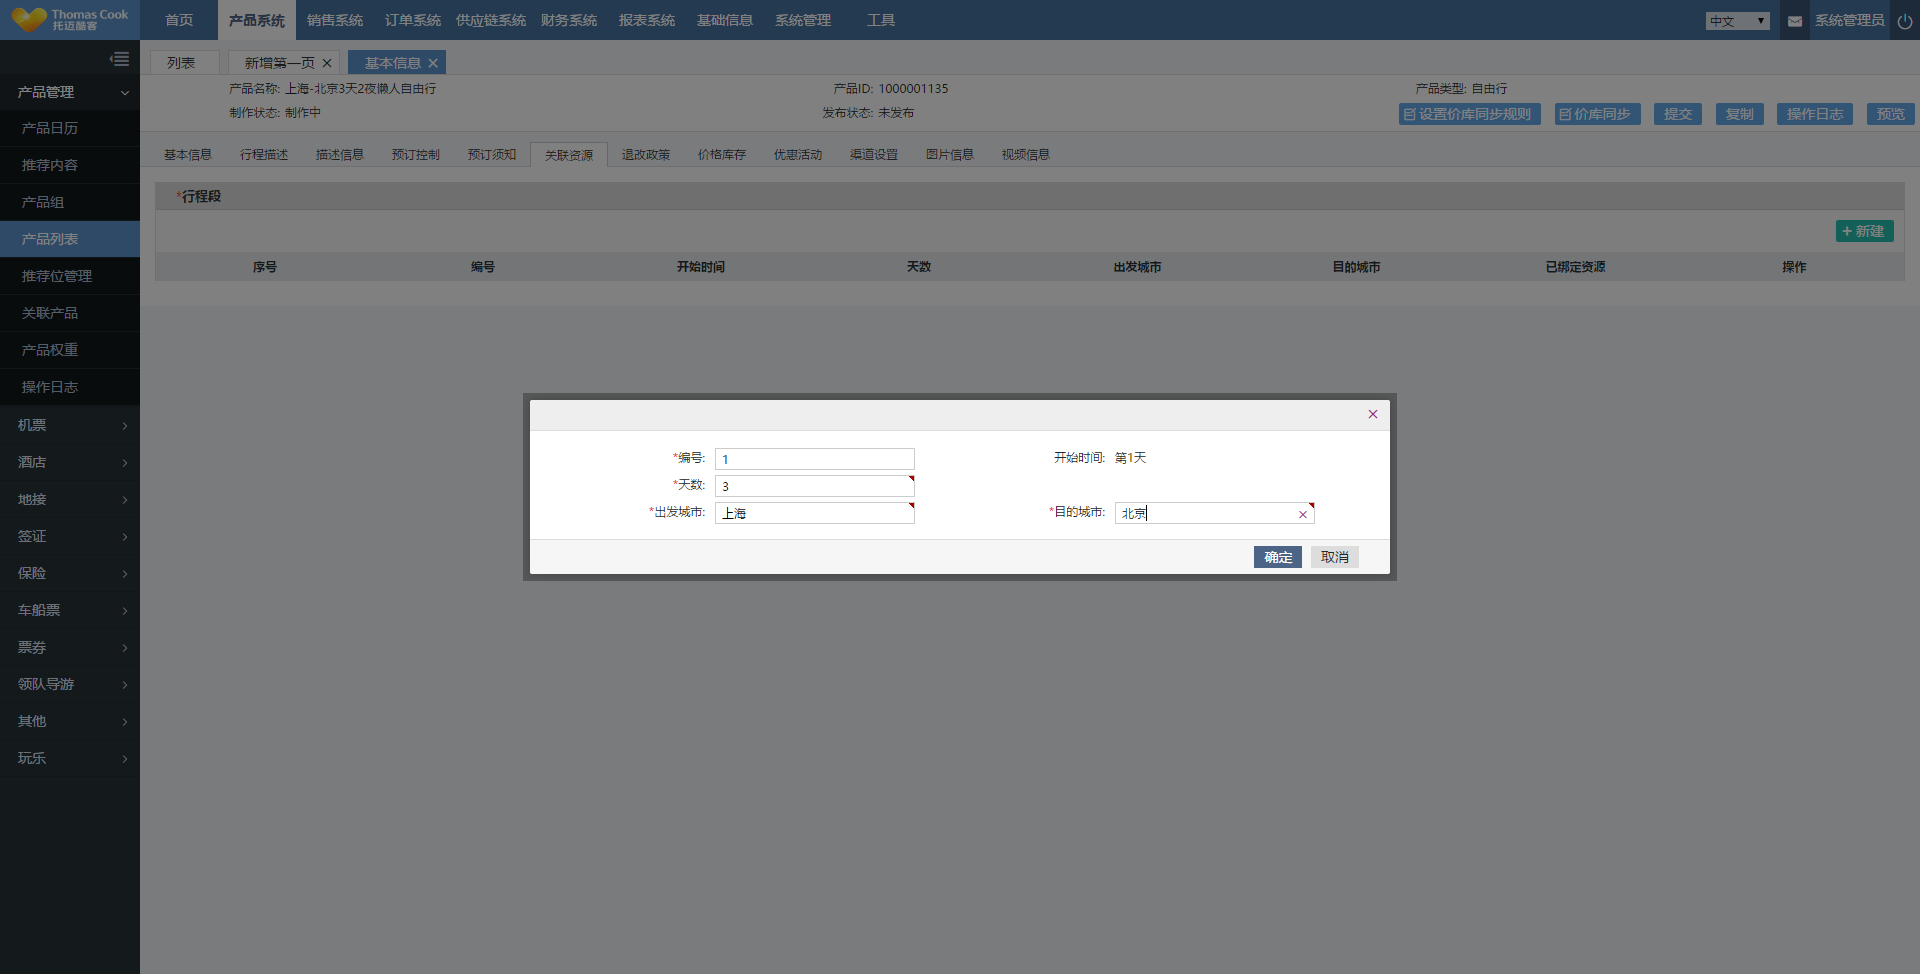 Thomas Cook
托迈酷客
首页 产品系统 销售系统 订单系统 供应链系统 财务系统 报表系统 基础信息 系统管理 工具
中文
系统管理员
列表 新增第一页 基本信息
产品名称: 上海-北京3天2夜懒人自由行 产品ID: 1000001135 产品类型: 自由行
制作状态: 制作中 发布状态: 未发布
设置价库同步规则 价库同步 提交 复制 操作日志 预览
基本信息 行程描述 描述信息 预订控制 预订须知 关联资源 退改政策 价格库存 优惠活动 渠道设置 图片信息 视频信息
*行程段
+ 新建
序号 编号 开始时间 天数 出发城市 目的城市 已绑定资源 操作
产品管理
产品日历
推荐内容
产品组
产品列表
推荐位管理
关联产品
产品权重
操作日志
机票
酒店
地接
签证
保险
车船票
票券
领队导游
其他
玩乐
*编号: 1 开始时间: 第1天
*天数: 3
*出发城市: 上海 *目的城市: 北京
确定 取消